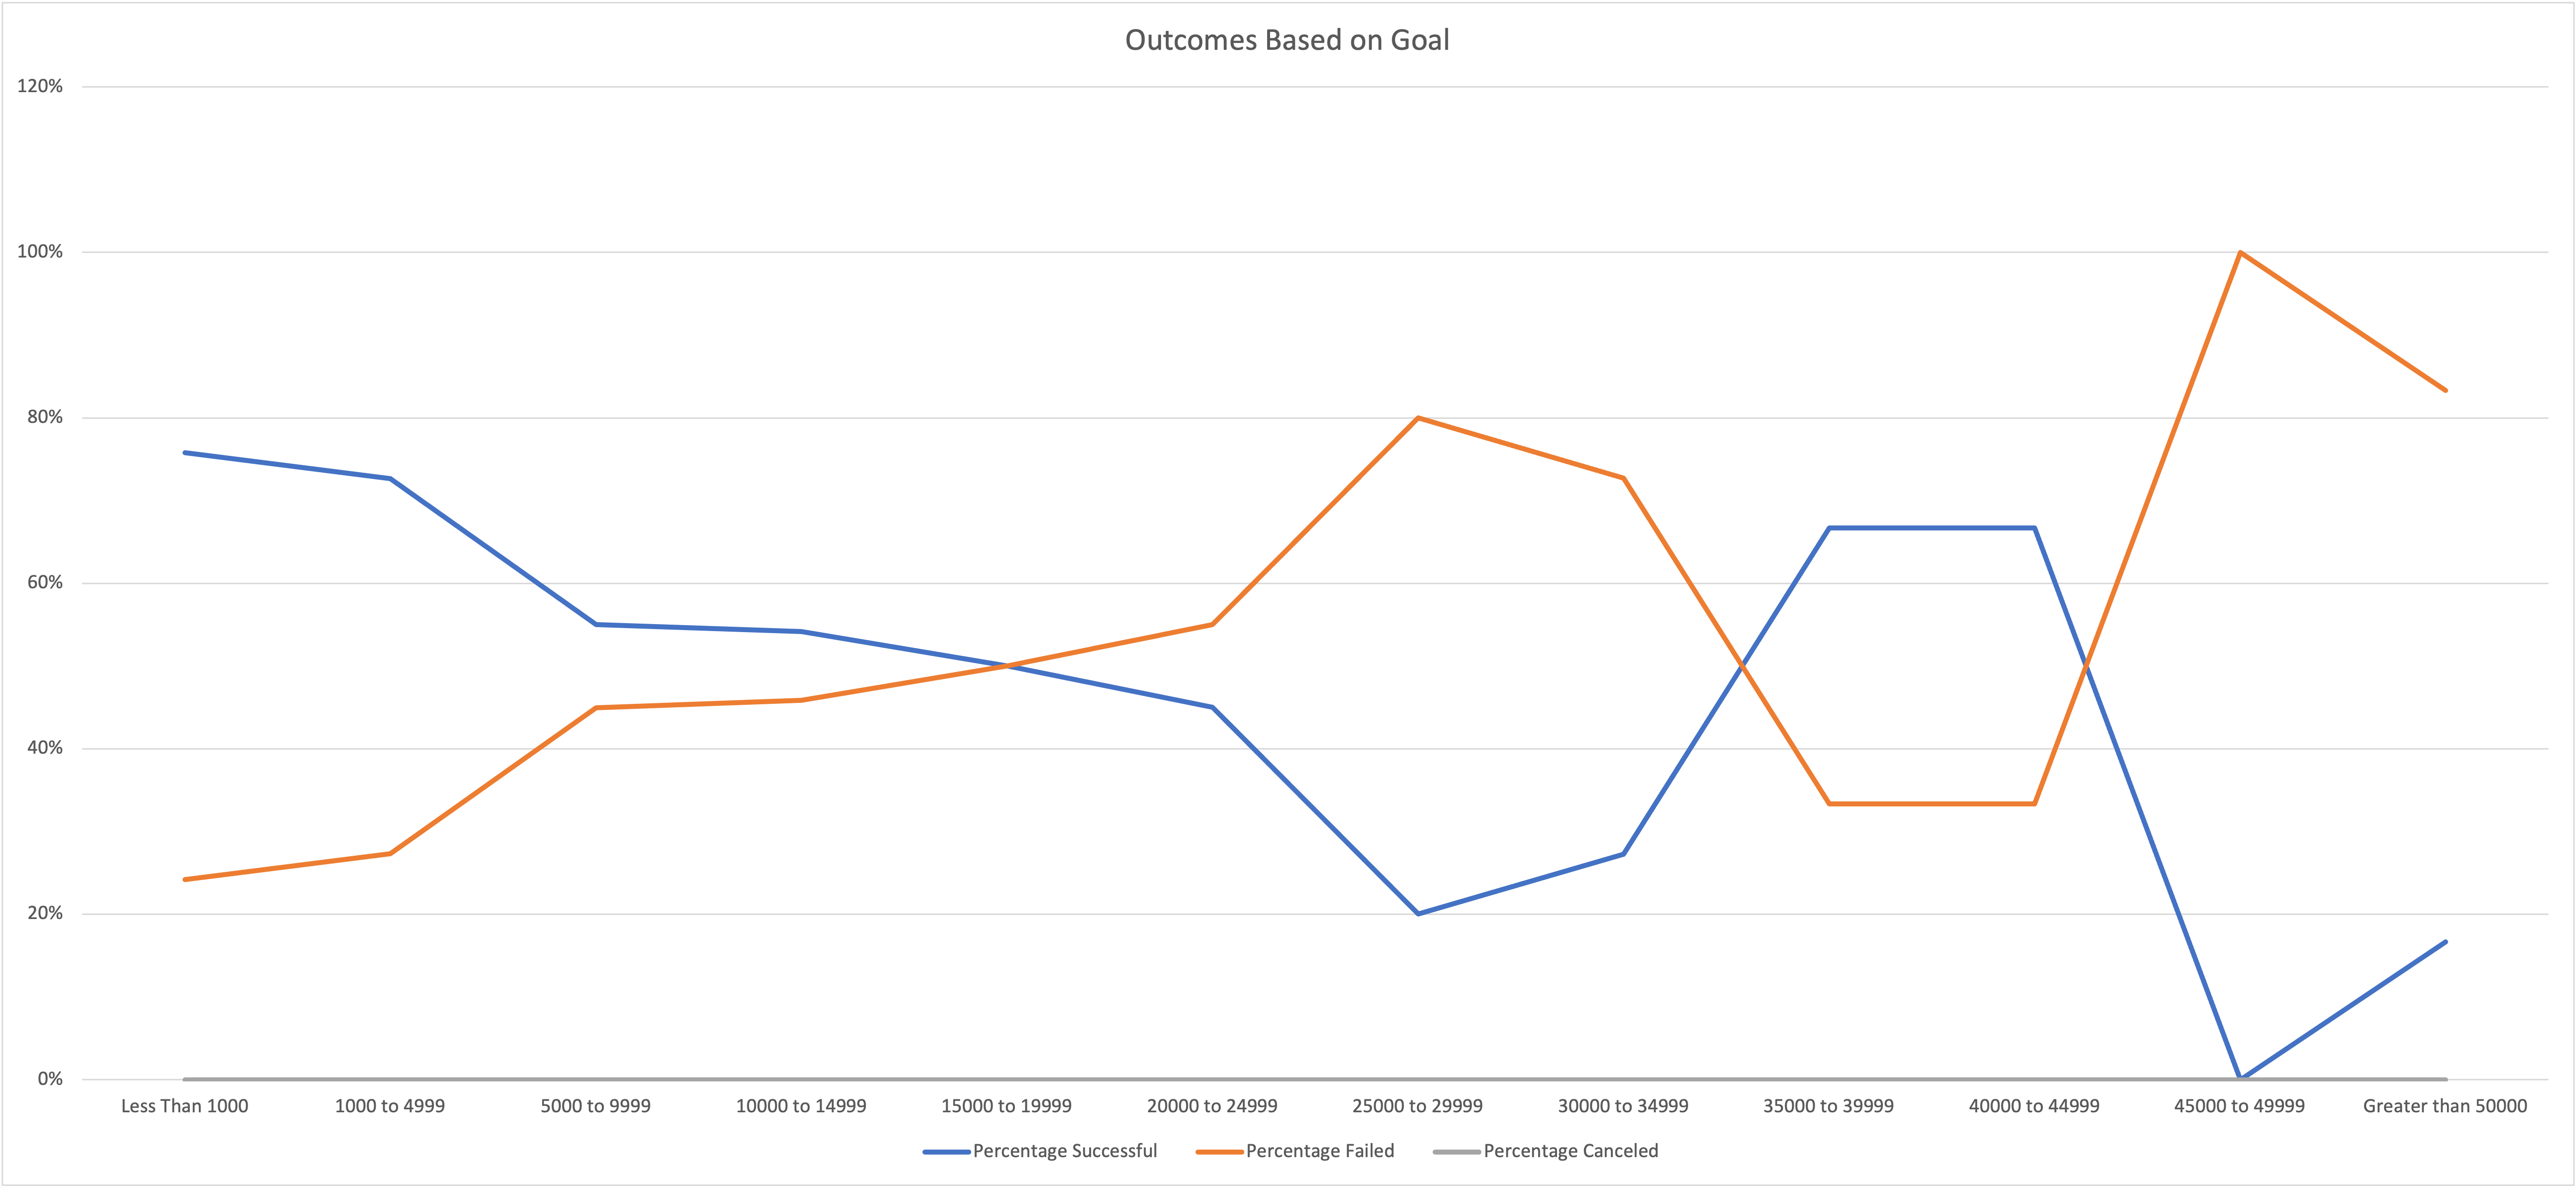 Outcomes Based on Goal
120%
100%
80%
60%
40%
20%
0%
Less Than 1000 1000 to 4999 5000 to 9999 10000 to 14999 15000 to 19999 20000 to 24999 25000 to 29999 30000 to 34999 35000 to 39999 40000 to 44999 45000 to 49999 Greater than 50000
Percentage Successful Percentage Failed Percentage Canceled